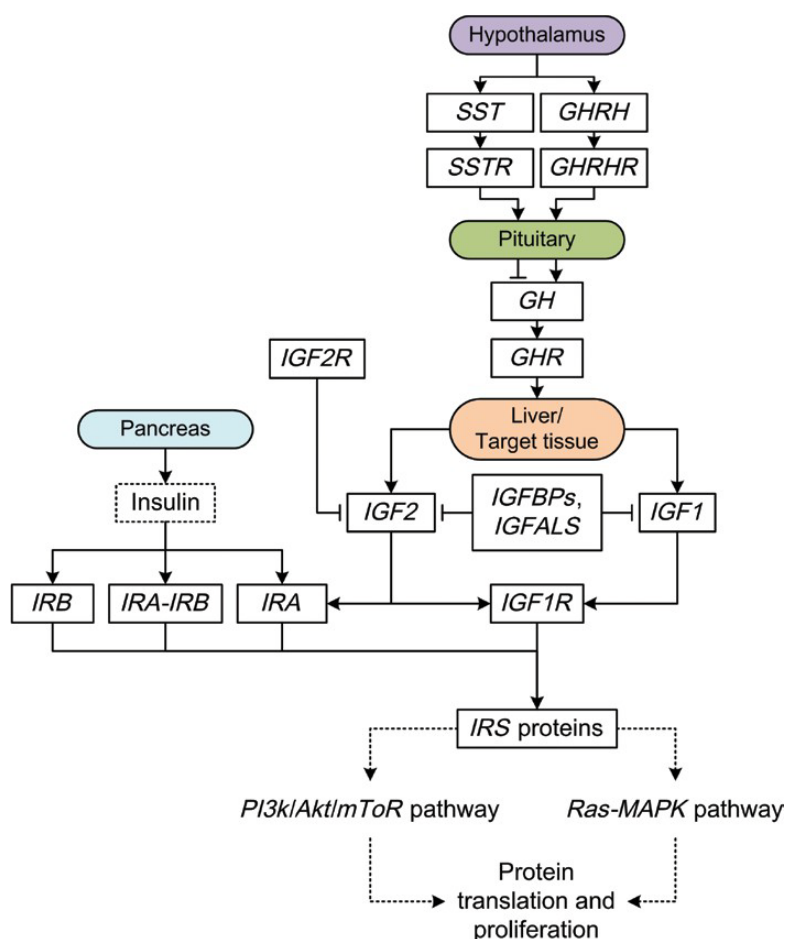 Hypothalamus
SST
GHRH
SSTR
GHRHR
Pituitary
GH
IGF2R
GHR
Pancreas
Liver/
Target tissue
Insulin
IGF2
IGFBPs,
IGFALS
IGF1
IRB
IRA-IRB
IRA
IGF1R
IRS proteins
PI3k/Akt/mToR pathway
Ras-MAPK pathway
Protein
translation and
proliferation